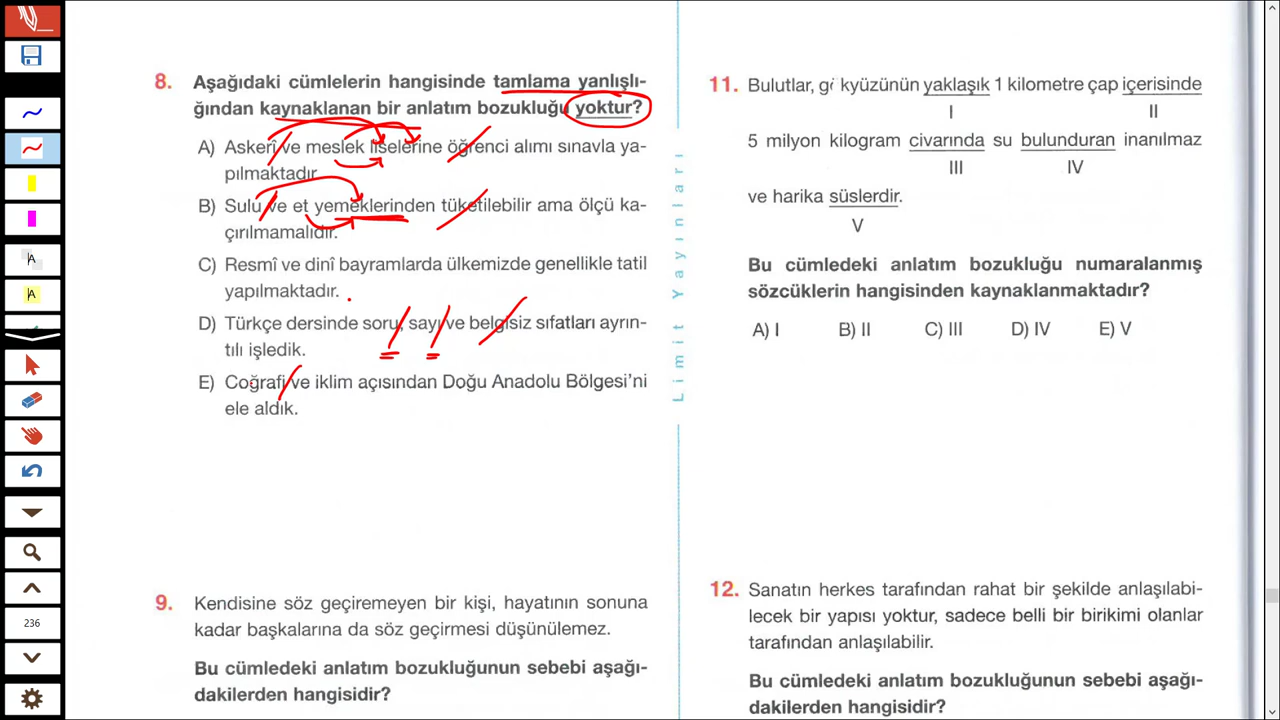 8. Aşağıdaki cümlelerin hangisinde tamlama yanlışlı-
ğından kaynaklanan bir anlatım bozukluğu yoktur?
A) Askerî ve meslek liselerine öğrenci alımı sınavla ya-
pılmaktadır.
B) Sulu ve et yemeklerinden tüketilebilir ama ölçü ka-
çırılmamalıdır.
C) Resmî ve dinî bayramlarda ülkemizde genellikle tatil
yapılmaktadır.
D) Türkçe dersinde soru, sayı ve belgisiz sıfatları ayrın-
tılı işledik.
E) Coğrafi ve iklim açısından Doğu Anadolu Bölgesi'ni
ele aldık.
9. Kendisine söz geçiremeyen bir kişi, hayatının sonuna
kadar başkalarına da söz geçirmesi düşünülemez.
Bu cümledeki anlatım bozukluğunun sebebi aşağı-
dakilerden hangisidir?
Limit Yayınları
11. Bulutlar, gökyüzünün yaklaşık 1 kilometre çap içerisinde
I II
5 milyon kilogram civarında su bulunduran inanılmaz
III IV
ve harika süslerdir.
V
Bu cümledeki anlatım bozukluğu numaralanmış
sözcüklerin hangisinden kaynaklanmaktadır?
A) I B) II C) III D) IV E) V
12. Sanatın herkes tarafından rahat bir şekilde anlaşılabi-
lecek bir yapısı yoktur, sadece belli bir birikimi olanlar
tarafından anlaşılabilir.
Bu cümledeki anlatım bozukluğunun sebebi aşağı-
dakilerden hangisidir?
A
A
236